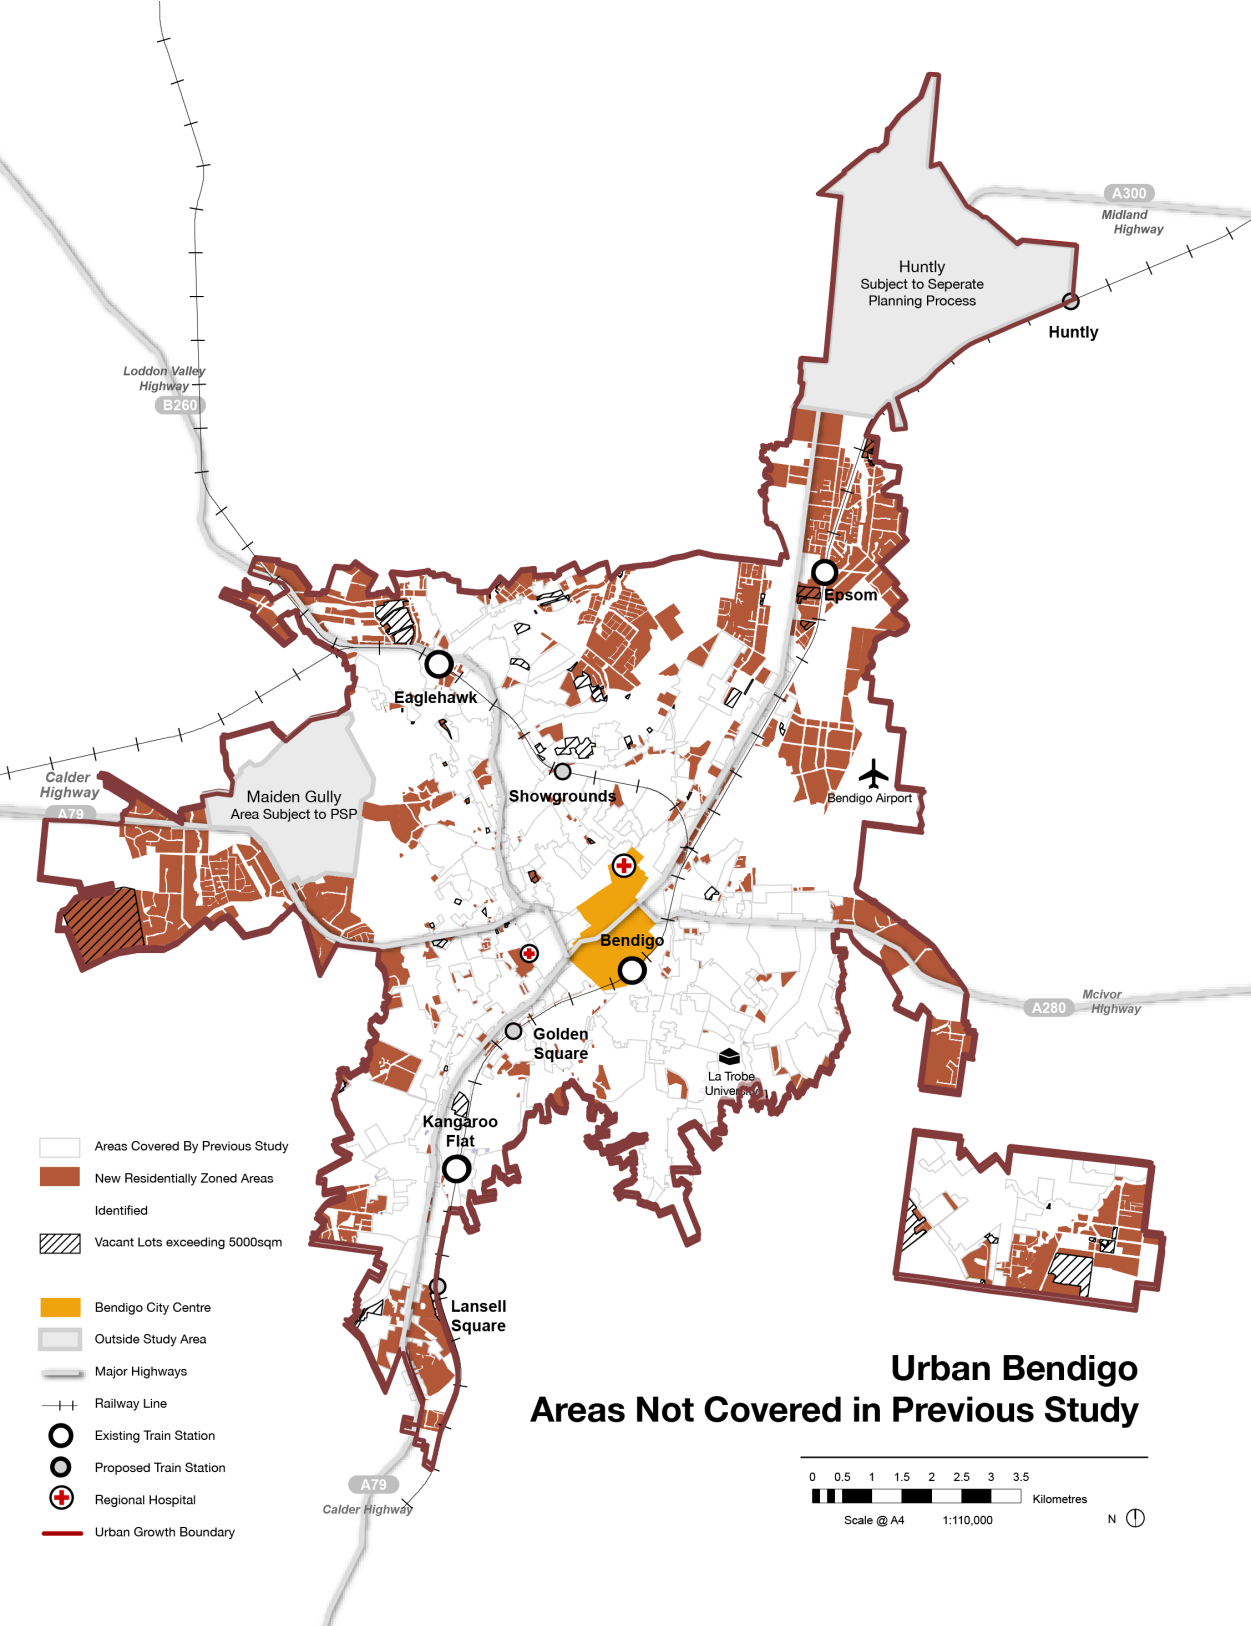 A300
Midland
Highway
Huntly
Subject to Seperate
Planning Process
Huntly
Loddon Valley
Highway
B260
Epsom
Eaglehawk
Calder
Highway
A79
Maiden Gully
Area Subject to PSP
Showgrounds
Bendigo Airport
Bendigo
Mcivor
Highway
A280
Golden
Square
La Trobe
University
Kangaroo
Flat
Lansell
Square
A79
Calder Highway
Areas Covered By Previous Study
New Residentially Zoned Areas
Identified
Vacant Lots exceeding 5000sqm
Bendigo City Centre
Outside Study Area
Major Highways
Railway Line
Existing Train Station
Proposed Train Station
Regional Hospital
Urban Growth Boundary
Urban Bendigo
Areas Not Covered in Previous Study
0 0.5 1 1.5 2 2.5 3 3.5
Kilometres
Scale @ A4 1:110,000
N